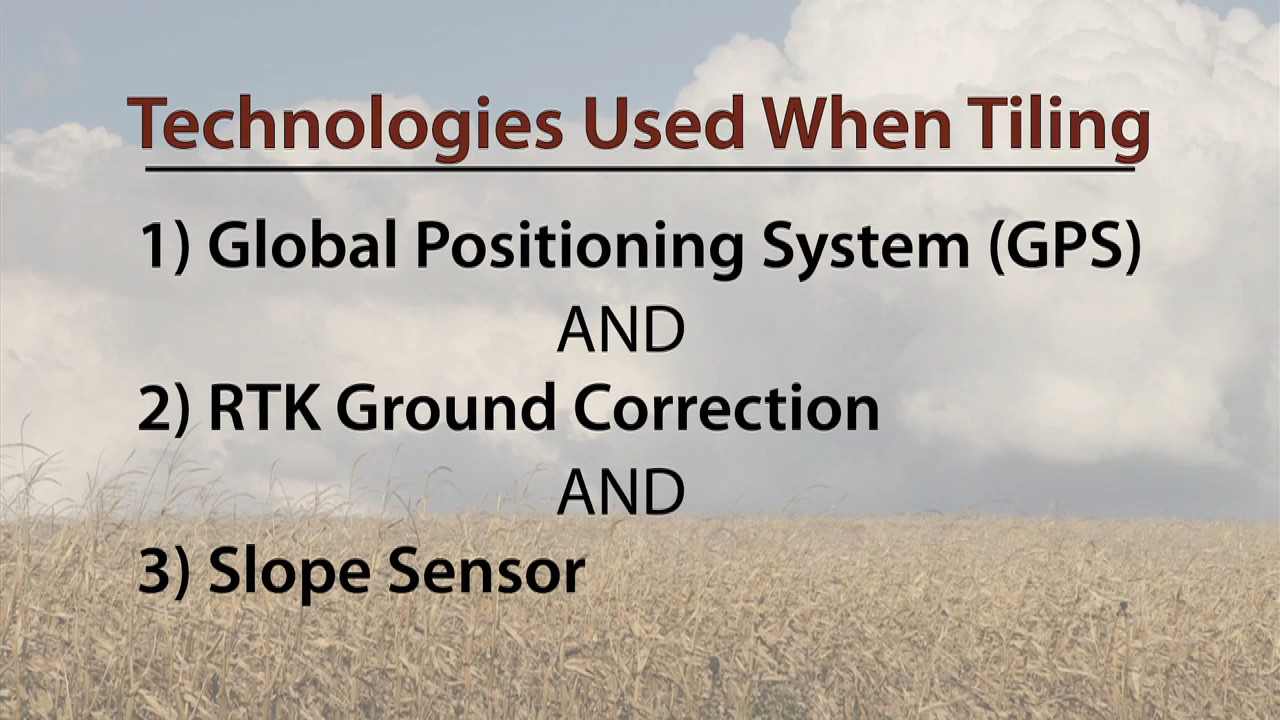 Technologies Used When Tiling
1) Global Positioning System (GPS)
AND
2) RTK Ground Correction
AND
3) Slope Sensor